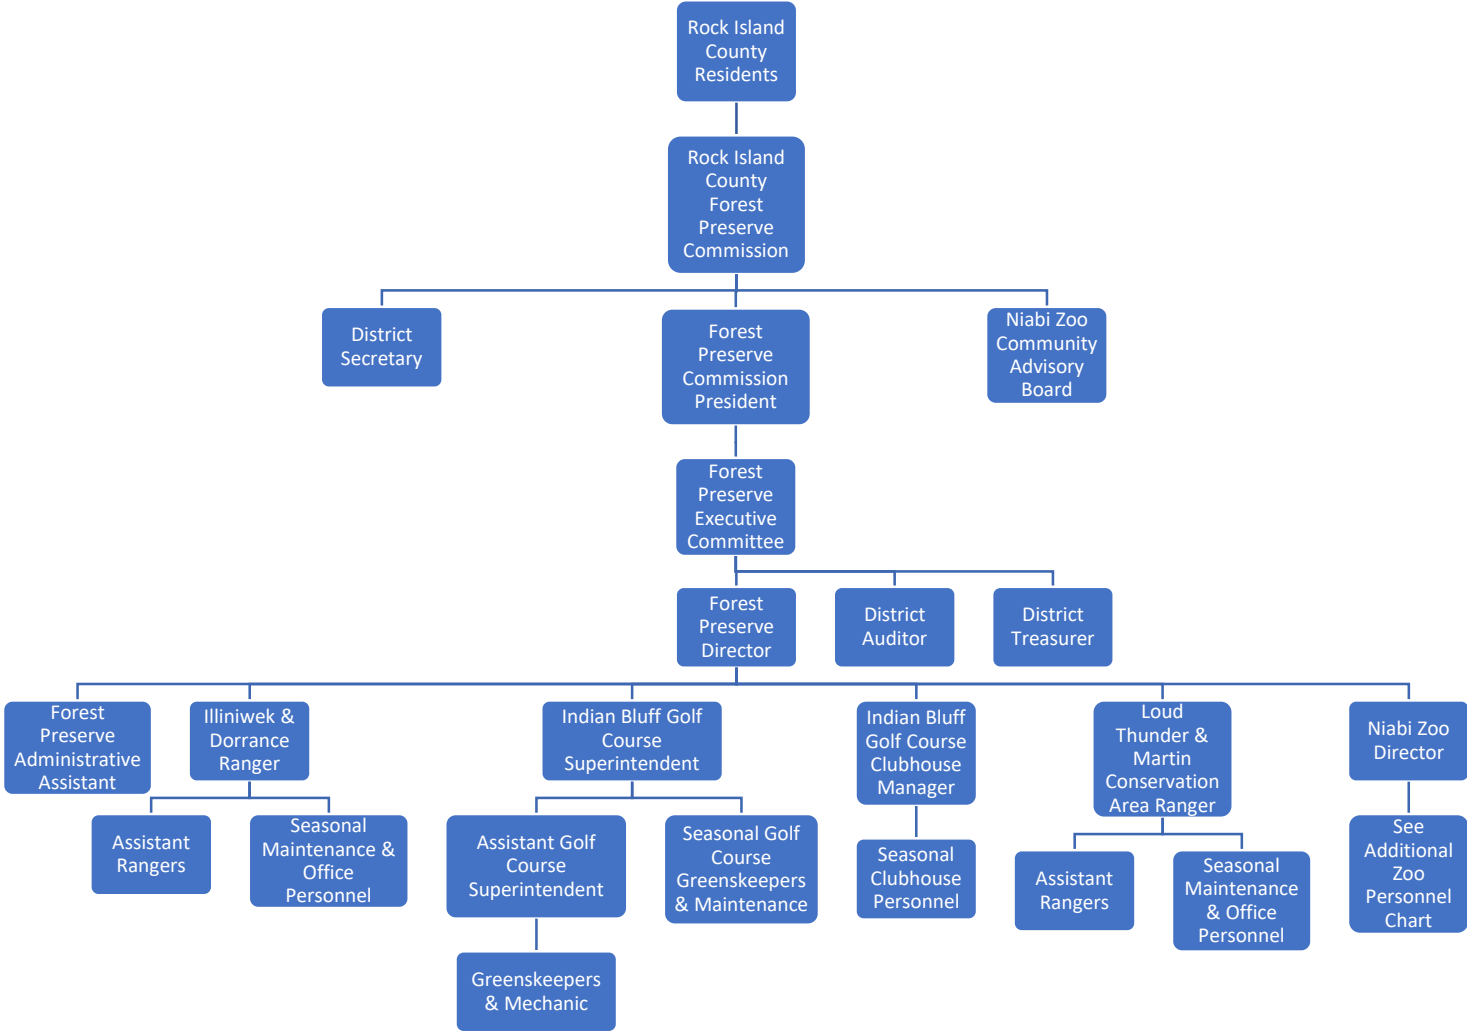 Rock Island
County
Residents
Rock Island
County
Forest
Preserve
Commission
District
Secretary
Forest
Preserve
Commission
President
Niabi Zoo
Community
Advisory
Board
Forest
Preserve
Executive
Committee
Forest
Preserve
Director
District
Auditor
District
Treasurer
Forest
Preserve
Administrative
Assistant
Illiniwek &
Dorrance
Ranger
Indian Bluff Golf
Course
Superintendent
Indian Bluff
Golf Course
Clubhouse
Manager
Loud
Thunder &
Martin
Conservation
Area Ranger
Niabi Zoo
Director
Assistant
Rangers
Seasonal
Maintenance &
Office
Personnel
Assistant Golf
Course
Superintendent
Seasonal Golf
Course
Greenskeepers
& Maintenance
Seasonal
Clubhouse
Personnel
Assistant
Rangers
Seasonal
Maintenance
& Office
Personnel
See
Additional
Zoo
Personnel
Chart
Greenskeepers
& Mechanic